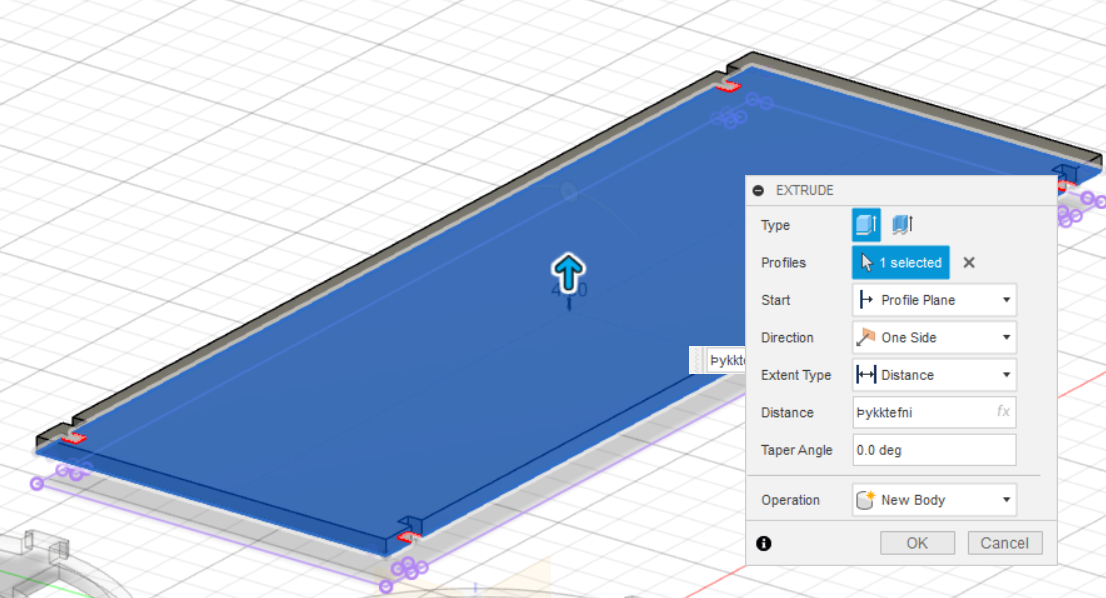 EXTRUDE
Type
Profiles 1 selected
Start Profile Plane
Direction One Side
Extent Type Distance
Distance Þykktefni fx
Taper Angle 0.0 deg
Operation New Body
OK Cancel